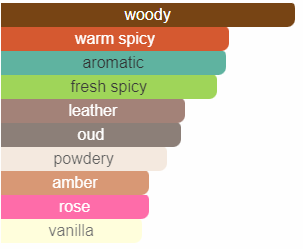 woody
warm spicy
aromatic
fresh spicy
leather
oud
powdery
amber
rose
vanilla